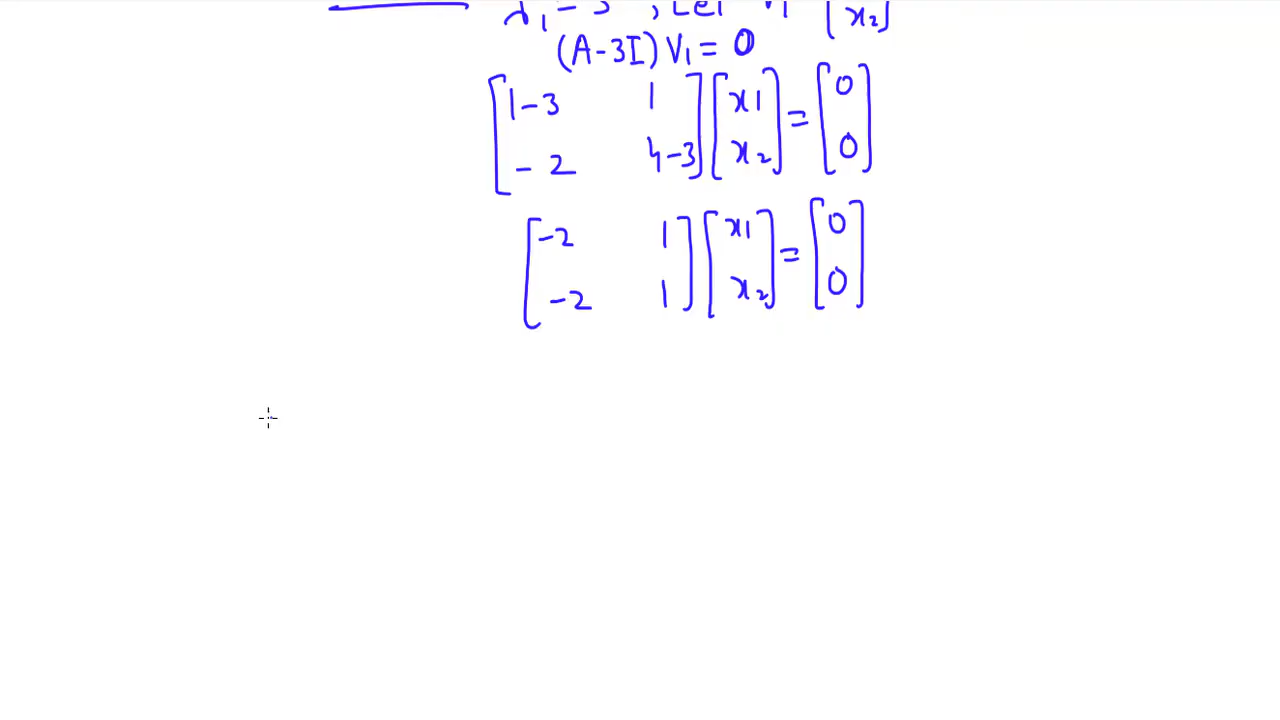 λ₁ = 3 , Let V₁ [x₂]
(A-3I) V₁ = 0
[1-3 1; -2 4-3] [x1; x₂] = [0; 0]
[-2 1; -2 1] [x1; x₂] = [0; 0]